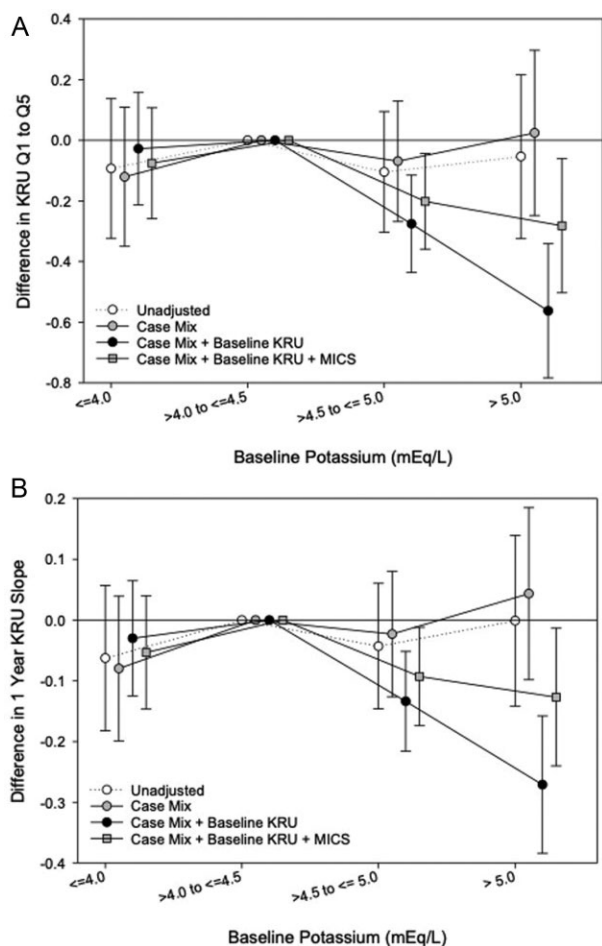 A
Difference in KRU Q1 to Q5
0.4
0.2
0.0
-0.2
-0.4
-0.6
-0.8
Unadjusted
Case Mix
Case Mix + Baseline KRU
Case Mix + Baseline KRU + MICS
<=4.0
>4.0 to <=4.5
>4.5 to <= 5.0
> 5.0
Baseline Potassium (mEq/L)
B
Difference in 1 Year KRU Slope
0.2
0.1
0.0
-0.1
-0.2
-0.3
-0.4
Unadjusted
Case Mix
Case Mix + Baseline KRU
Case Mix + Baseline KRU + MICS
<=4.0
>4.0 to <=4.5
>4.5 to <= 5.0
> 5.0
Baseline Potassium (mEq/L)